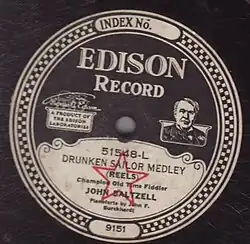 INDEX No.
EDISON
RECORD
A PRODUCT
OF THE
EDISON
LABORATORIES
51548-L
DRUNKEN SAILOR MEDLEY
(REELS)
Champion Old Time Fiddler
JOHN BALTZELL
Pianoforte by John F.
Burckhardt
9151